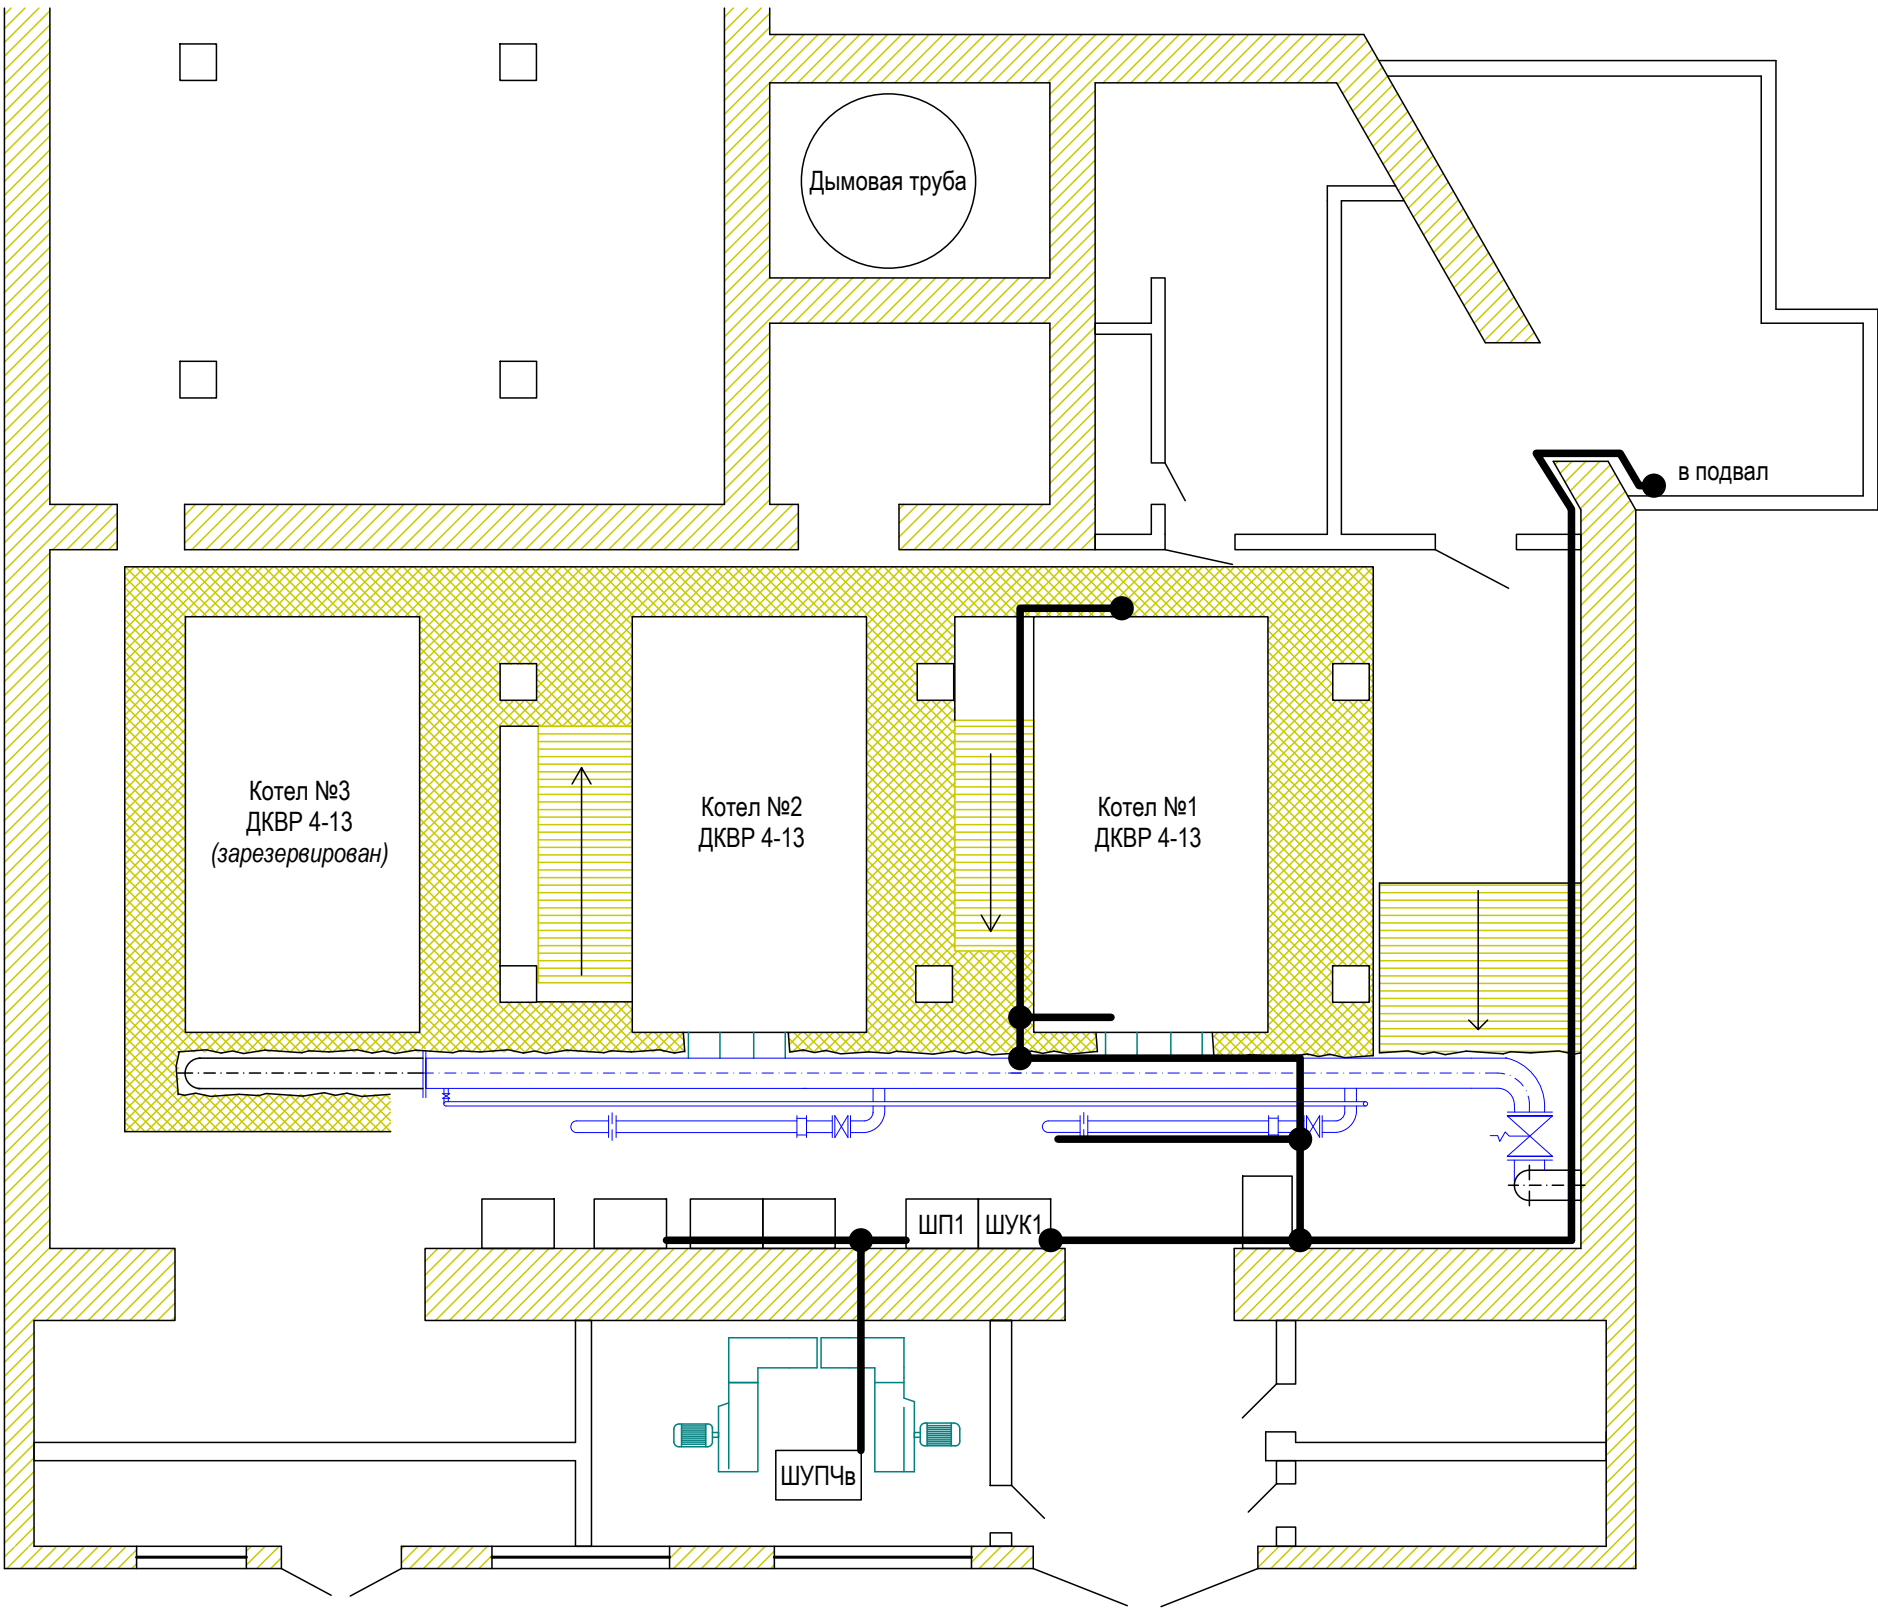 Дымовая труба
в подвал
Котел №3
ДКВР 4-13
(зарезервирован)
Котел №2
ДКВР 4-13
Котел №1
ДКВР 4-13
ШП1
ШУК1
ШУПЧв